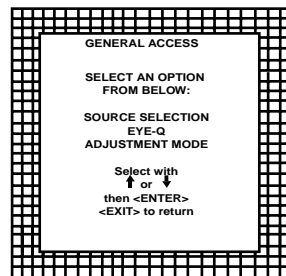 GENERAL ACCESS
SELECT AN OPTION
FROM BELOW:
SOURCE SELECTION
EYE-Q
ADJUSTMENT MODE
Select with
or
then <ENTER>
<EXIT> to return